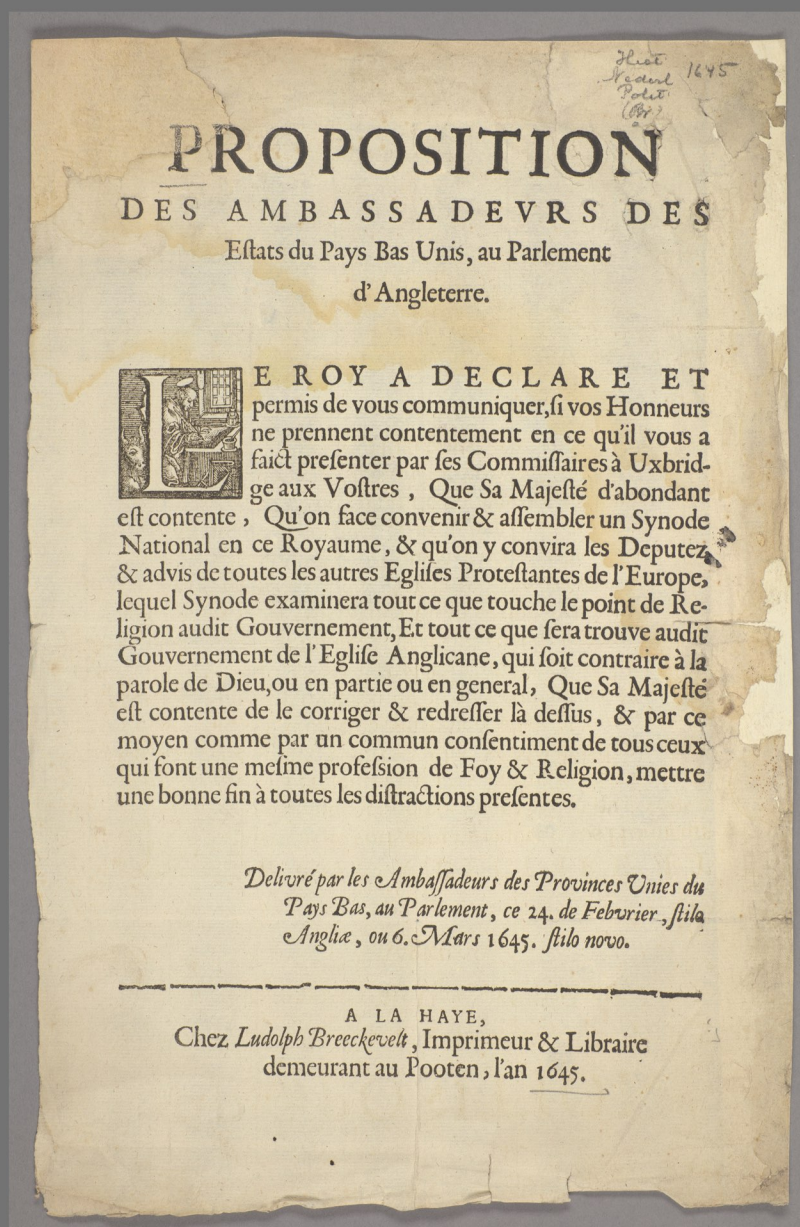 Hist
Nederl 1645
Polit
(Br)
PROPOSITION
DES AMBASSADEVRS DES
Eſtats du Pays Bas Unis, au Parlement
d'Angleterre.
LE ROY A DECLARE ET
permis de vous communiquer, ſi vos Honneurs
ne prennent contentement en ce qu'il vous a
faict preſenter par ſes Commiſſaires à Uxbrid-
ge aux Voſtres, Que Sa Majeſté d'abondant
eſt contente, Qu'on face convenir & aſſembler un Synode
National en ce Royaume, & qu'on y convira les Deputez
& advis de toutes les autres Egliſes Proteſtantes de l'Europe,
lequel Synode examinera tout ce que touche le point de Re-
ligion audit Gouvernement, Et tout ce que ſera trouve audit
Gouvernement de l'Egliſe Anglicane, qui ſoit contraire à la
parole de Dieu, ou en partie ou en general, Que Sa Majeſté
eſt contente de le corriger & redreſſer là deſſus, & par ce
moyen comme par un commun conſentiment de tous ceux
qui ſont une meſme profeſsion de Foy & Religion, mettre
une bonne fin à toutes les diſtractions preſentes.
Delivré par les Ambaſſadeurs des Provinces Unies du
Pays Bas, au Parlement, ce 24. de Febvrier, ſtilo
Angliæ, ou 6. Mars 1645. ſtilo novo.
A LA HAYE,
Chez Ludolph Breeckevelt, Imprimeur & Libraire
demeurant au Pooten, l'an 1645.